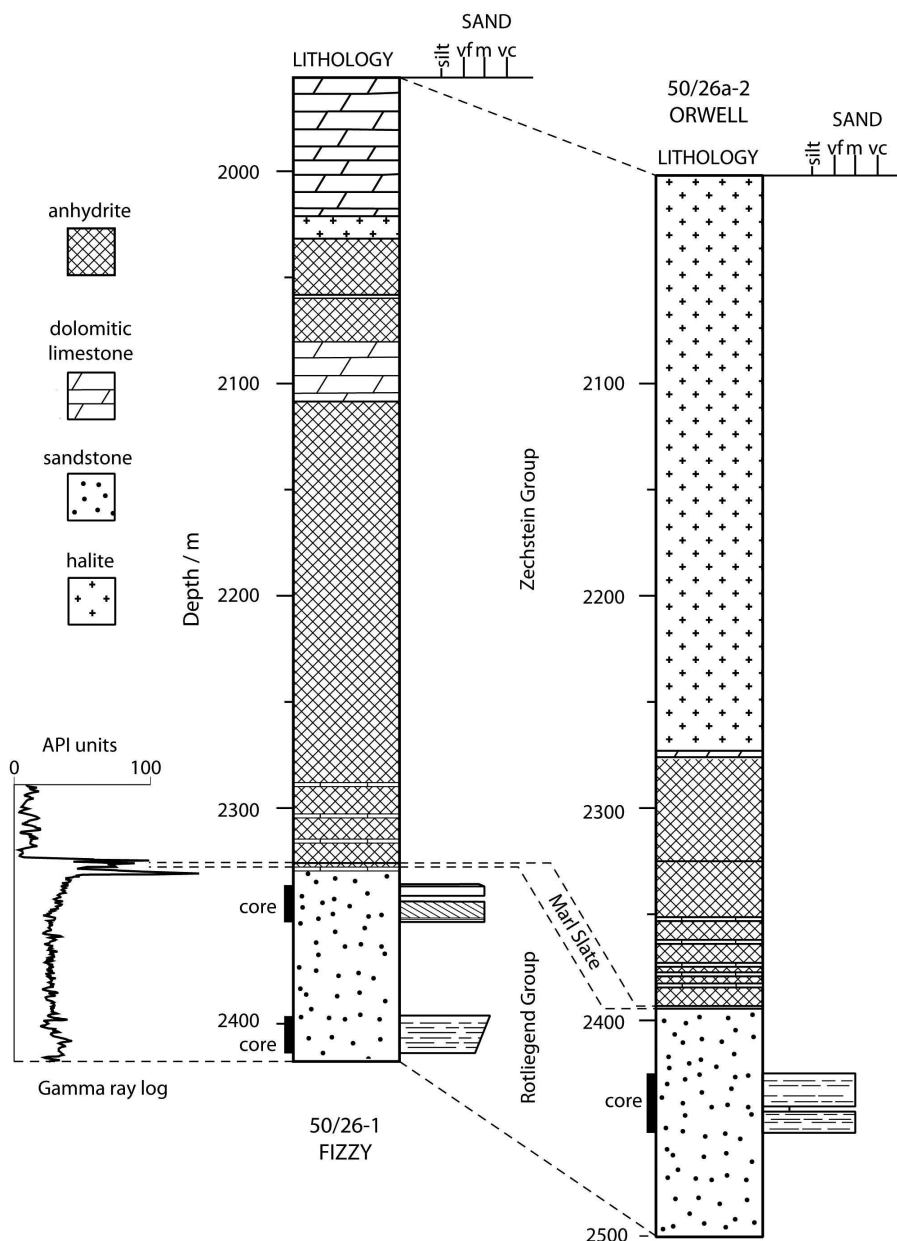 SAND
silt
vf m vc
LITHOLOGY
50/26a-2
ORWELL
SAND
silt
vf m vc
LITHOLOGY
anhydrite
dolomitic
limestone
sandstone
halite
Depth / m
2000
2100
2200
2300
2400
core
core
50/26-1
FIZZY
API units
0 100
Gamma ray log
Zechstein Group
Marl Slate
Rotliegend Group
2100
2200
2300
2400
core
2500